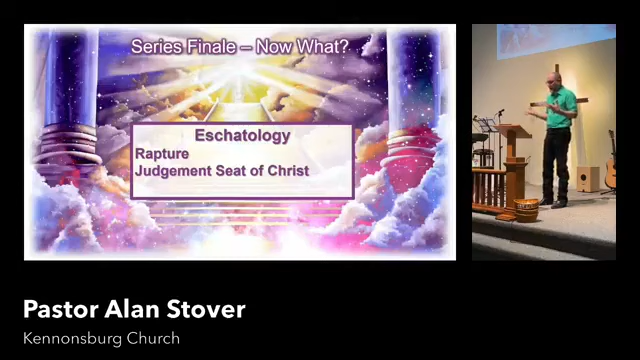 Series Finale – Now What?
Eschatology
Rapture
Judgement Seat of Christ
Pastor Alan Stover
Kennonsburg Church